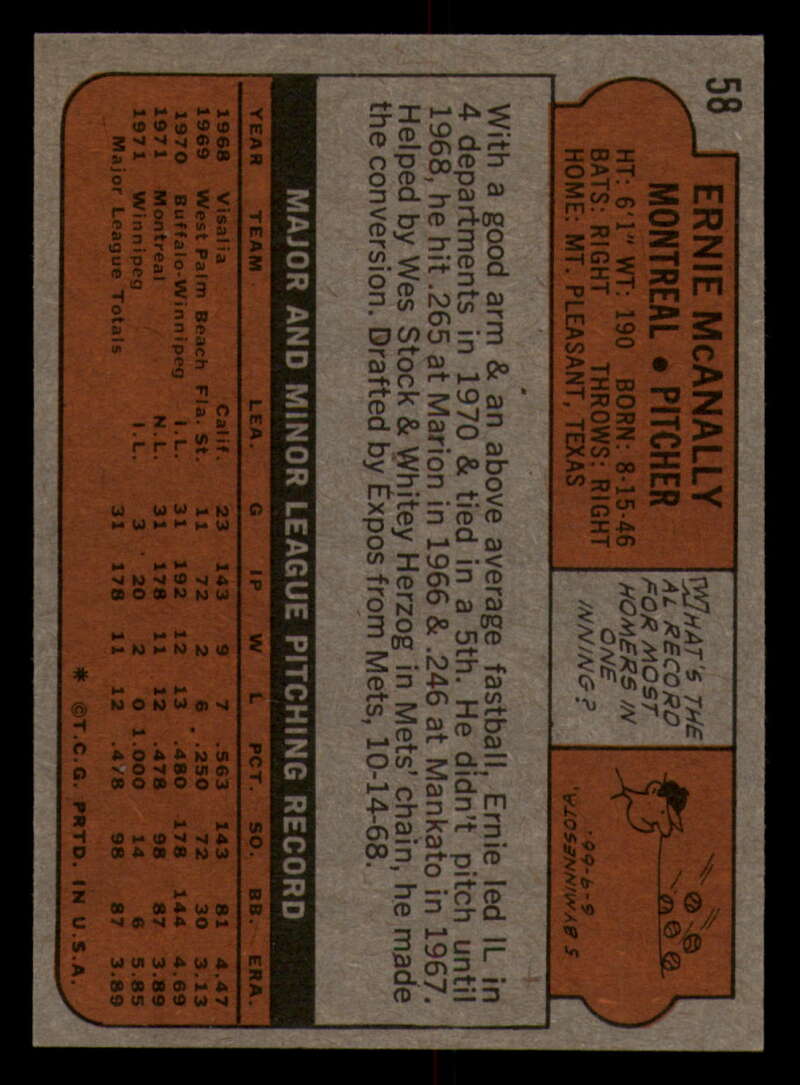 58
ERNIE McANALLY
MONTREAL • PITCHER
HT: 6'1" WT: 190 BORN: 8-15-46
BATS: RIGHT THROWS: RIGHT
HOME: MT. PLEASANT, TEXAS
WHAT'S THE
AL RECORD
FOR MOST
HOMERS IN
ONE
INNING?
5 BY MINNESOTA,
6-9-66.
With a good arm & an above average fastball, Ernie led IL in
4 departments in 1970 & tied in a 5th. He didn't pitch until
1968, he hit .265 at Marion in 1966 & .246 at Mankato in 1967.
Helped by Wes Stock & Whitey Herzog in Mets' chain, he made
the conversion. Drafted by Expos from Mets, 10-14-68.
MAJOR AND MINOR LEAGUE PITCHING RECORD
YEAR TEAM LEA. G IP W L PCT. SO. BB. ERA.
1968 Visalia Calif. 23 143 9 7 .563 143 81 4.47
1969 West Palm Beach Fla. St. 11 72 2 6 .250 72 30 3.13
1970 Buffalo-Winnipeg I.L. 31 192 12 13 .480 178 144 4.69
1971 Montreal N.L. 31 178 11 12 .478 98 87 3.89
1971 Winnipeg I.L. 3 20 2 0 1.000 14 6 5.85
Major League Totals 31 178 11 12 .478 98 87 3.89
* ©T.C.G. PRTD. IN U.S.A.